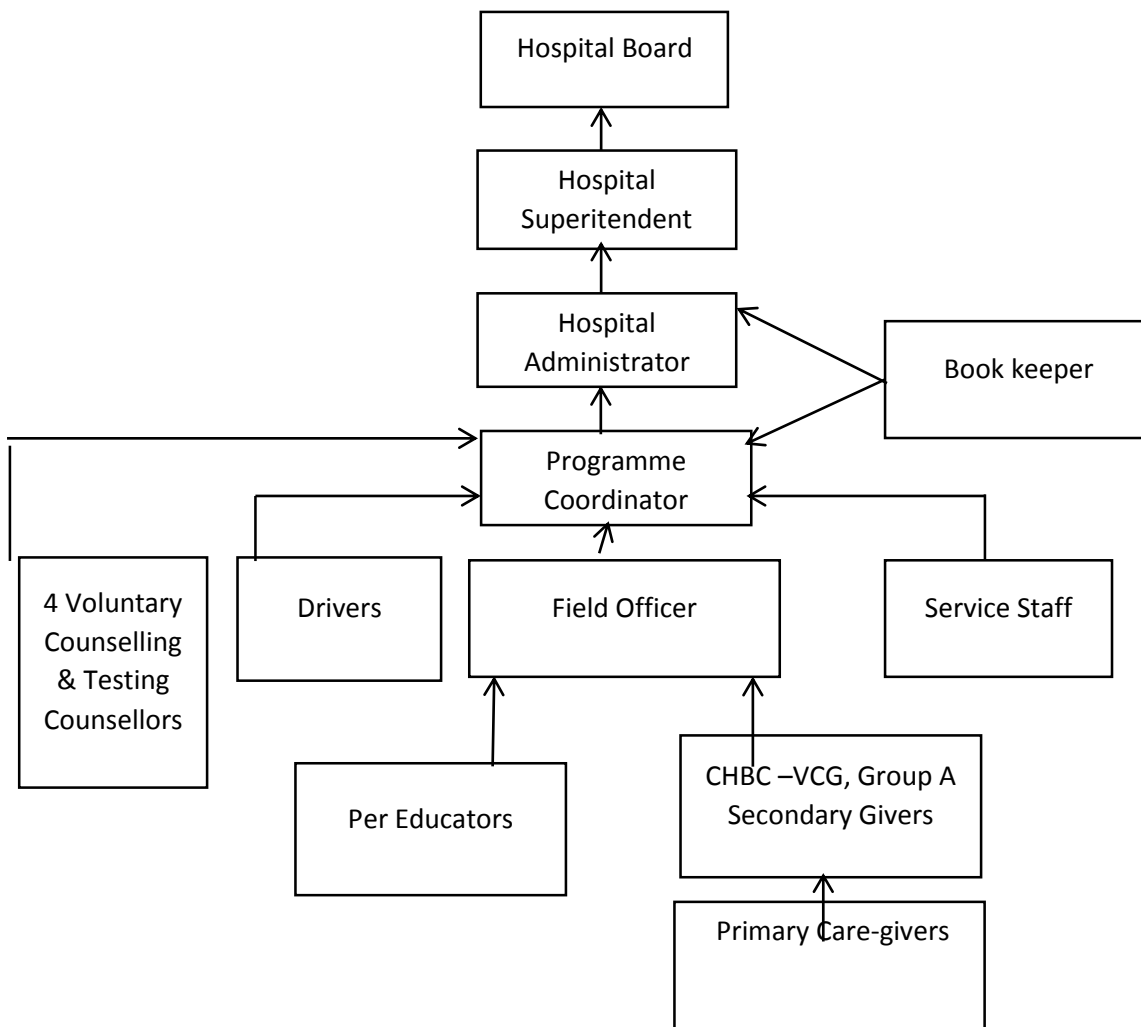 Hospital Board
Hospital
Superitendent
Hospital
Administrator
Book keeper
Programme
Coordinator
4 Voluntary
Counselling
& Testing
Counsellors
Drivers
Field Officer
Service Staff
Per Educators
CHBC –VCG, Group A
Secondary Givers
Primary Care-givers